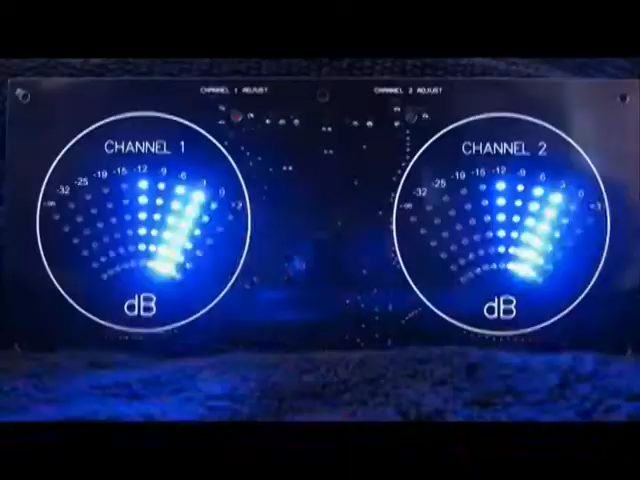 CHANNEL 1 ADJUST
CHANNEL 2 ADJUST
CHANNEL 1
CHANNEL 2
-32 -25 -19 -15 -12 -9 -6 0
-32 -25 -19 -15 -12 -9 -6 -3 0
dB
dB